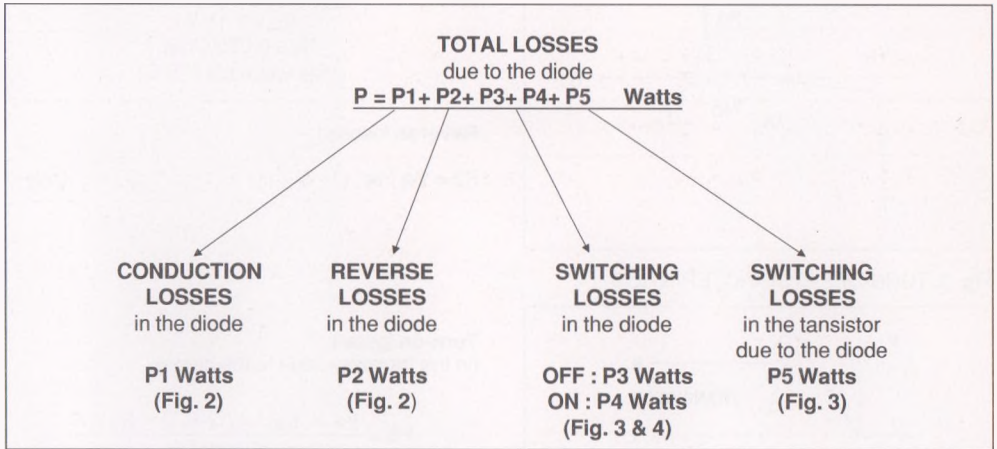 TOTAL LOSSES
due to the diode
P = P1+ P2+ P3+ P4+ P5 Watts
CONDUCTION
LOSSES
in the diode
P1 Watts
(Fig. 2)
REVERSE
LOSSES
in the diode
P2 Watts
(Fig. 2)
SWITCHING
LOSSES
in the diode
OFF : P3 Watts
ON : P4 Watts
(Fig. 3 & 4)
SWITCHING
LOSSES
in the tansistor
due to the diode
P5 Watts
(Fig. 3)